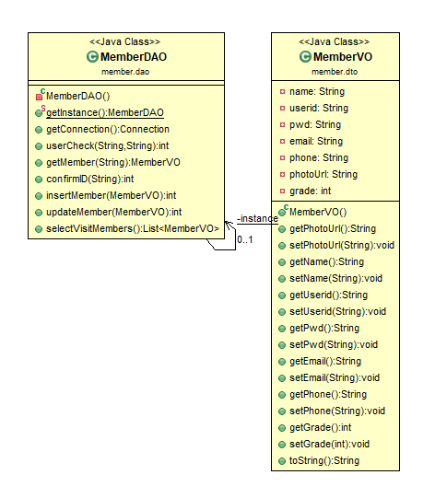 <<Java Class>>
MemberDAO
member.dao
MemberDAO()
getInstance():MemberDAO
getConnection():Connection
userCheck(String,String):int
getMember(String):MemberVO
confirmID(String):int
insertMember(MemberVO):int
updateMember(MemberVO):int
selectVisitMembers():List<MemberVO>
-instance
0..1
<<Java Class>>
MemberVO
member.dto
name: String
userid: String
pwd: String
email: String
phone: String
photoUrl: String
grade: int
MemberVO()
getPhotoUrl():String
setPhotoUrl(String):void
getName():String
setName(String):void
getUserid():String
setUserid(String):void
getPwd():String
setPwd(String):void
getEmail():String
setEmail(String):void
getPhone():String
setPhone(String):void
getGrade():int
setGrade(int):void
toString():String